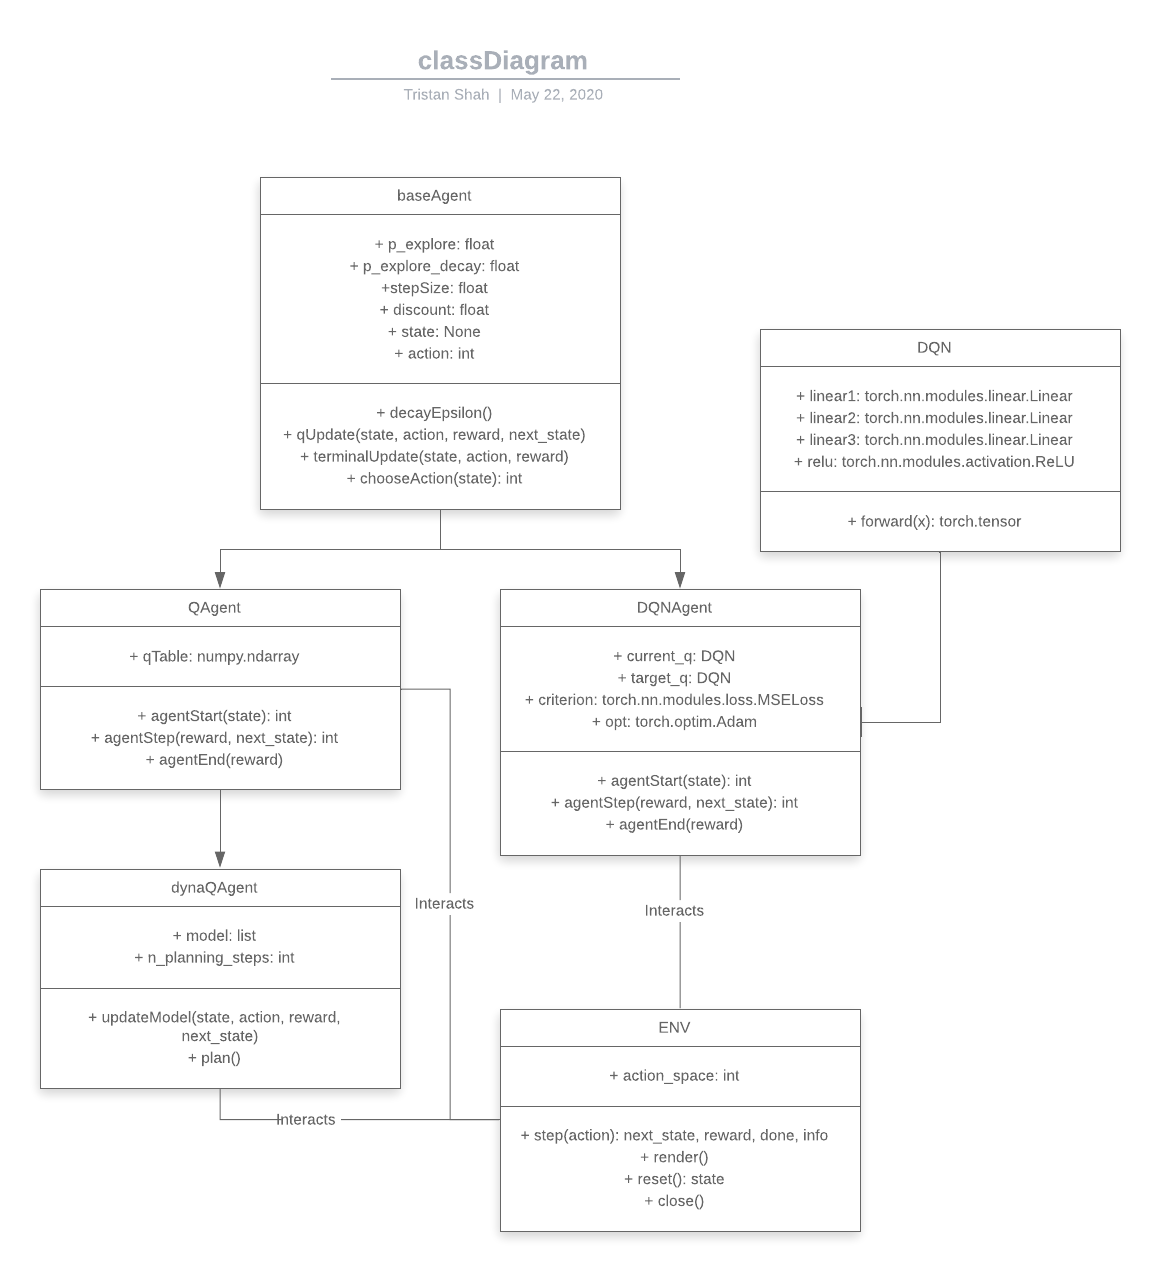 classDiagram
Tristan Shah | May 22, 2020
baseAgent
+ p_explore: float
+ p_explore_decay: float
+stepSize: float
+ discount: float
+ state: None
+ action: int
+ decayEpsilon()
+ qUpdate(state, action, reward, next_state)
+ terminalUpdate(state, action, reward)
+ chooseAction(state): int
DQN
+ linear1: torch.nn.modules.linear.Linear
+ linear2: torch.nn.modules.linear.Linear
+ linear3: torch.nn.modules.linear.Linear
+ relu: torch.nn.modules.activation.ReLU
+ forward(x): torch.tensor
QAgent
+ qTable: numpy.ndarray
+ agentStart(state): int
+ agentStep(reward, next_state): int
+ agentEnd(reward)
DQNAgent
+ current_q: DQN
+ target_q: DQN
+ criterion: torch.nn.modules.loss.MSELoss
+ opt: torch.optim.Adam
+ agentStart(state): int
+ agentStep(reward, next_state): int
+ agentEnd(reward)
dynaQAgent
+ model: list
+ n_planning_steps: int
+ updateModel(state, action, reward,
next_state)
+ plan()
Interacts
Interacts
Interacts
ENV
+ action_space: int
+ step(action): next_state, reward, done, info
+ render()
+ reset(): state
+ close()